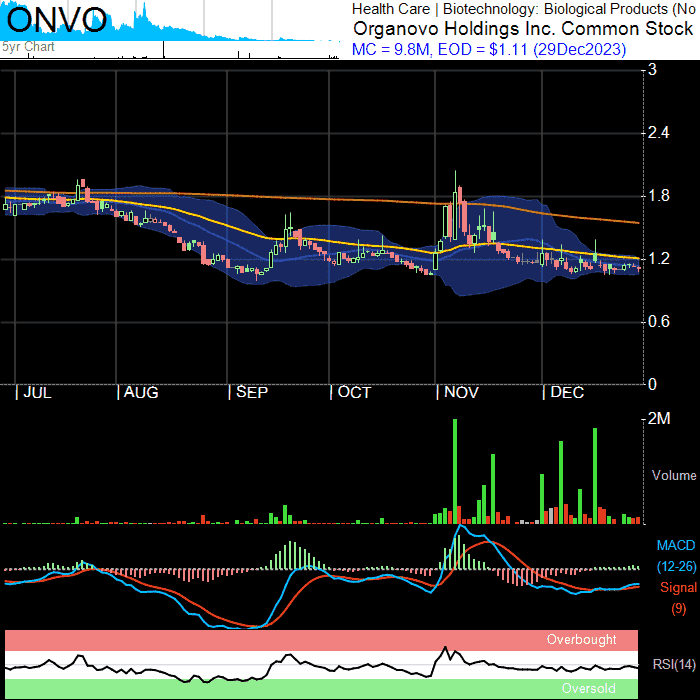 ONVO
5yr Chart
Health Care | Biotechnology: Biological Products (No
Organovo Holdings Inc. Common Stock
MC = 9.8M, EOD = $1.11 (29Dec2023)
3
2.4
1.8
1.2
0.6
0
JUL AUG SEP OCT NOV DEC
2M
Volume
MACD
(12-26)
Signal
(9)
Overbought
RSI(14)
Oversold